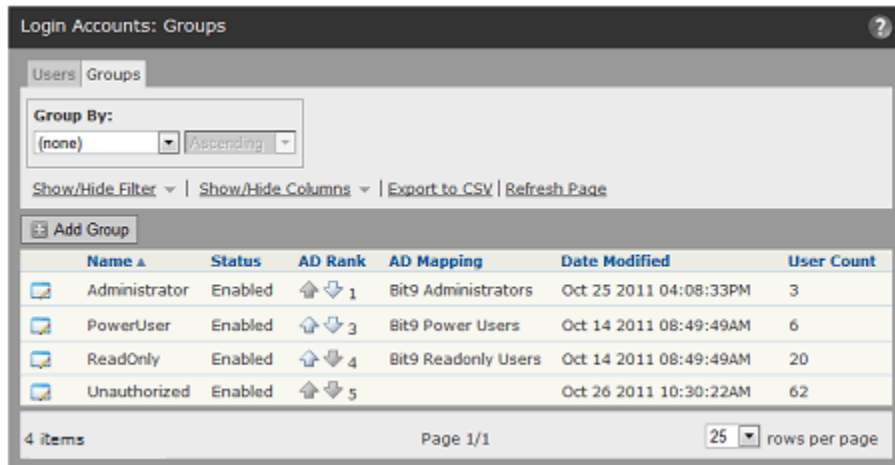 Login Accounts: Groups ?
Users Groups
Group By:
(none) Ascending
Show/Hide Filter | Show/Hide Columns | Export to CSV | Refresh Page
Add Group
Name Status AD Rank AD Mapping Date Modified User Count
Administrator Enabled 1 Bit9 Administrators Oct 25 2011 04:08:33PM 3
PowerUser Enabled 3 Bit9 Power Users Oct 14 2011 08:49:49AM 6
ReadOnly Enabled 4 Bit9 Readonly Users Oct 14 2011 08:49:49AM 20
Unauthorized Enabled 5 Oct 26 2011 10:30:22AM 62
4 items Page 1/1 25 rows per page